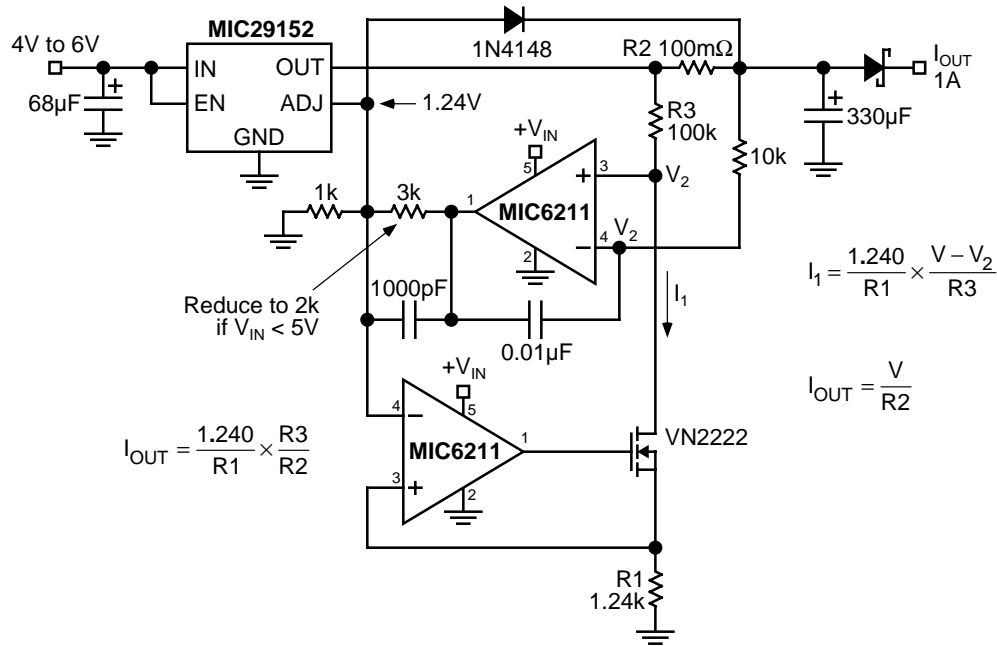 MIC29152
4V to 6V
IN
OUT
EN
ADJ
GND
68µF
+
1N4148
1.24V
R2 100mΩ
I_OUT
1A
R3
100k
+
330µF
10k
+V_IN
5
3
+
V_2
MIC6211
1
4
−
V_2
2
1k
3k
Reduce to 2k
if V_IN < 5V
1000pF
0.01µF
I_1
I_1 = 1.240/R1 × V − V_2/R3
I_OUT = V/R2
+V_IN
5
4
−
MIC6211
1
3
+
2
VN2222
I_OUT = 1.240/R1 × R3/R2
R1
1.24k